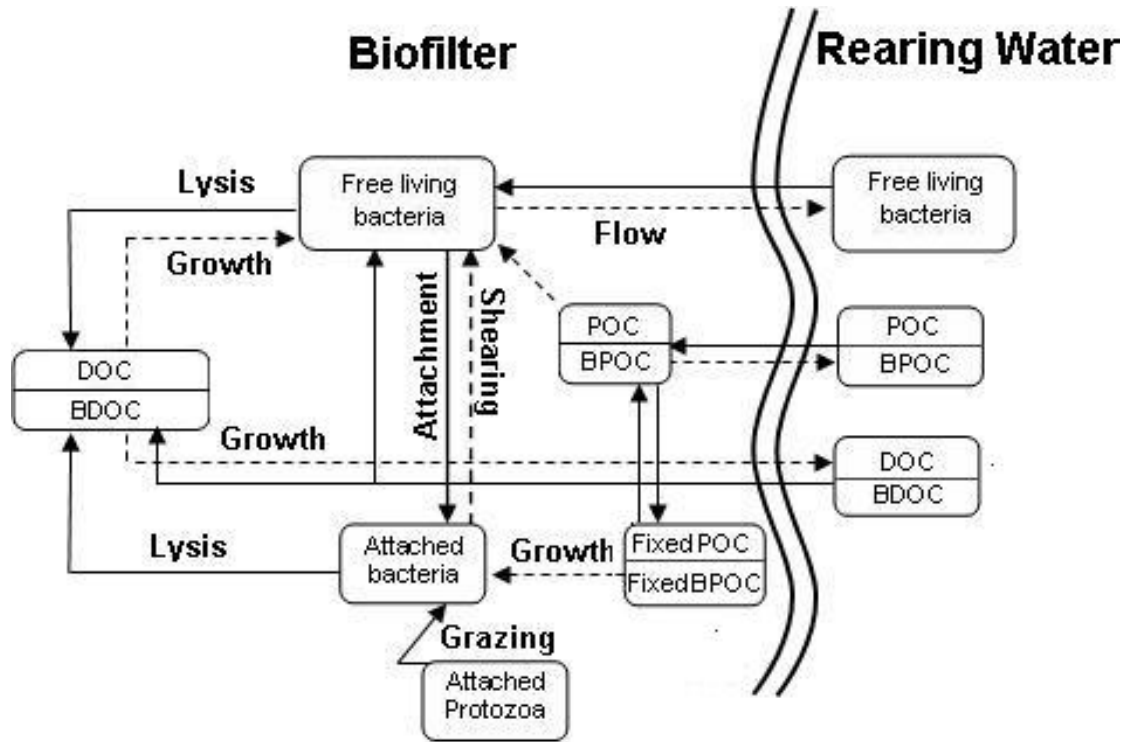 Biofilter
Rearing Water
Lysis
Free living
bacteria
Free living
bacteria
Flow
Growth
Attachment
Shearing
POC
BPOC
POC
BPOC
DOC
BDOC
Growth
DOC
BDOC
Lysis
Attached
bacteria
Growth
Fixed POC
Fixed BPOC
Grazing
Attached
Protozoa